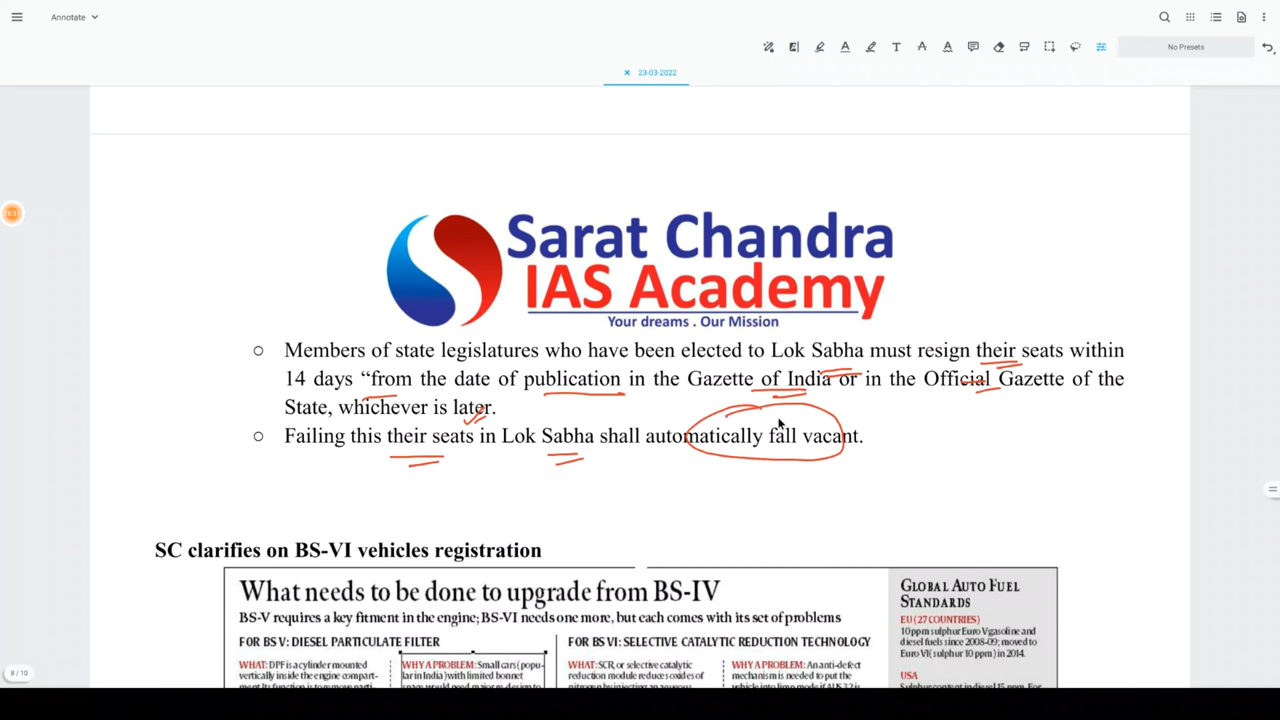 Annotate
No Presets
23-03-2022
Sarat Chandra
IAS Academy
Your dreams . Our Mission
Members of state legislatures who have been elected to Lok Sabha must resign their seats within
14 days “from the date of publication in the Gazette of India or in the Official Gazette of the
State, whichever is later.
Failing this their seats in Lok Sabha shall automatically fall vacant.
SC clarifies on BS-VI vehicles registration
What needs to be done to upgrade from BS-IV
BS-V requires a key fitment in the engine; BS-VI needs one more, but each comes with its set of problems
FOR BS V: DIESEL PARTICULATE FILTER
WHAT: DPF is a cylinder mounted
vertically inside the engine compart-
WHY A PROBLEM: Small cars (popu-
lar in India) with limited bonnet
FOR BS VI: SELECTIVE CATALYTIC REDUCTION TECHNOLOGY
WHAT: SCR, or selective catalytic
reduction module reduces oxides of
WHY A PROBLEM: An anti-defect
mechanism is needed to put the
GLOBAL AUTO FUEL
STANDARDS
EU (27 COUNTRIES)
10 ppm sulphur Euro V gasoline and
diesel fuels since 2008-09; moved to
Euro VI (sulphur 10 ppm) in 2014.
USA
8 / 10